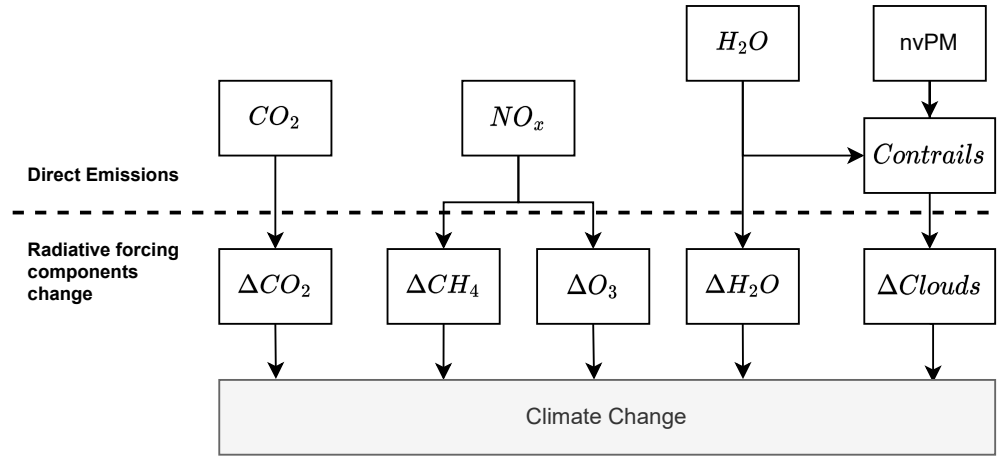 H₂O
nvPM
CO₂
NOₓ
Contrails
Direct Emissions
Radiative forcing
components
change
ΔCO₂
ΔCH₄
ΔO₃
ΔH₂O
ΔClouds
Climate Change